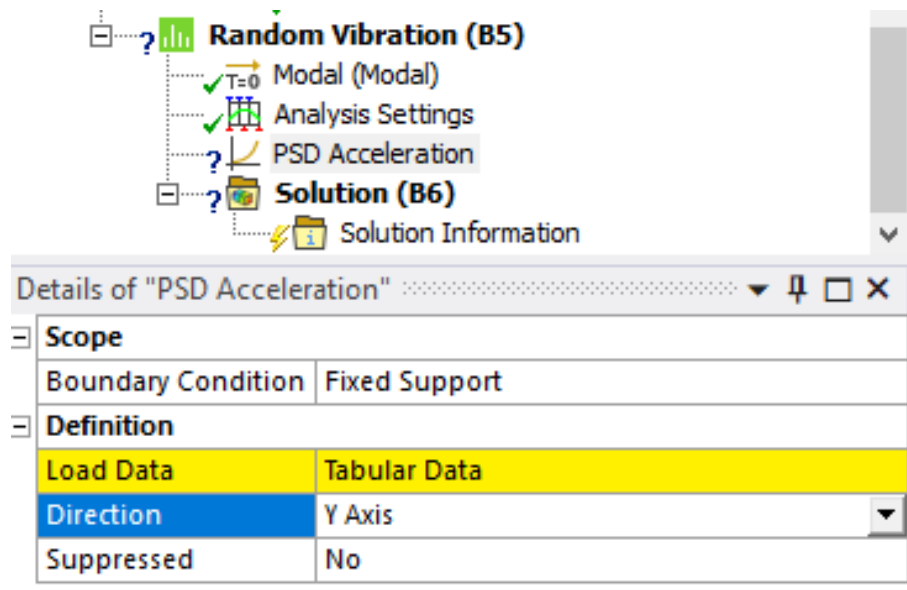 Random Vibration (B5)
T=0 Modal (Modal)
Analysis Settings
? PSD Acceleration
? Solution (B6)
Solution Information
Details of "PSD Acceleration"
Scope
Boundary Condition Fixed Support
Definition
Load Data Tabular Data
Direction Y Axis
Suppressed No